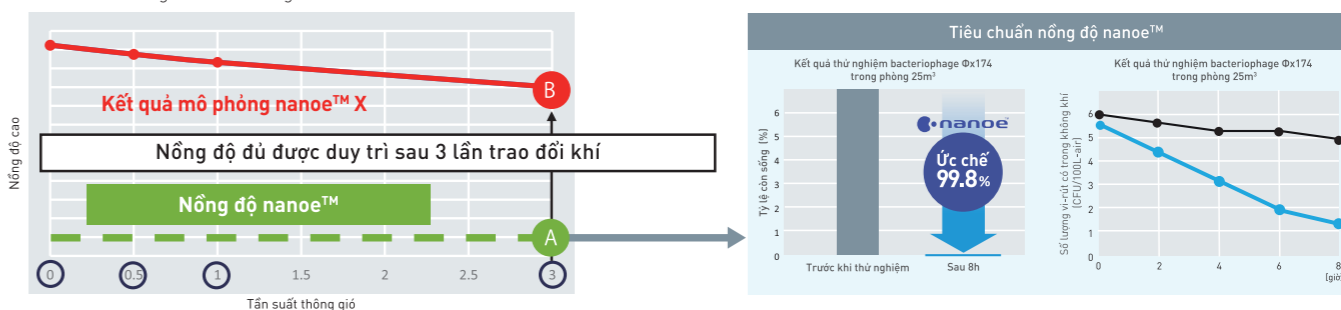 Nồng độ cao
Kết quả mô phỏng nanoe™ X
B
Nồng độ đủ được duy trì sau 3 lần trao đổi khí
Nồng độ nanoe™
A
0 0.5 1 1.5 2 2.5 3
Tần suất thông gió
Tiêu chuẩn nồng độ nanoe™
Kết quả thử nghiệm bacteriophage Φx174
trong phòng 25m³
Tỷ lệ còn sống (%)
6
5
4
3
2
1
0
nanoe
Ức chế
99.8%
Trước khi thử nghiệm
Sau 8h
Kết quả thử nghiệm bacteriophage Φx174
trong phòng 25m³
Số lượng vi-rút có trong không khí
(CFU/100L-air)
6
5
4
3
2
1
0
0 2 4 6 8
(giờ)